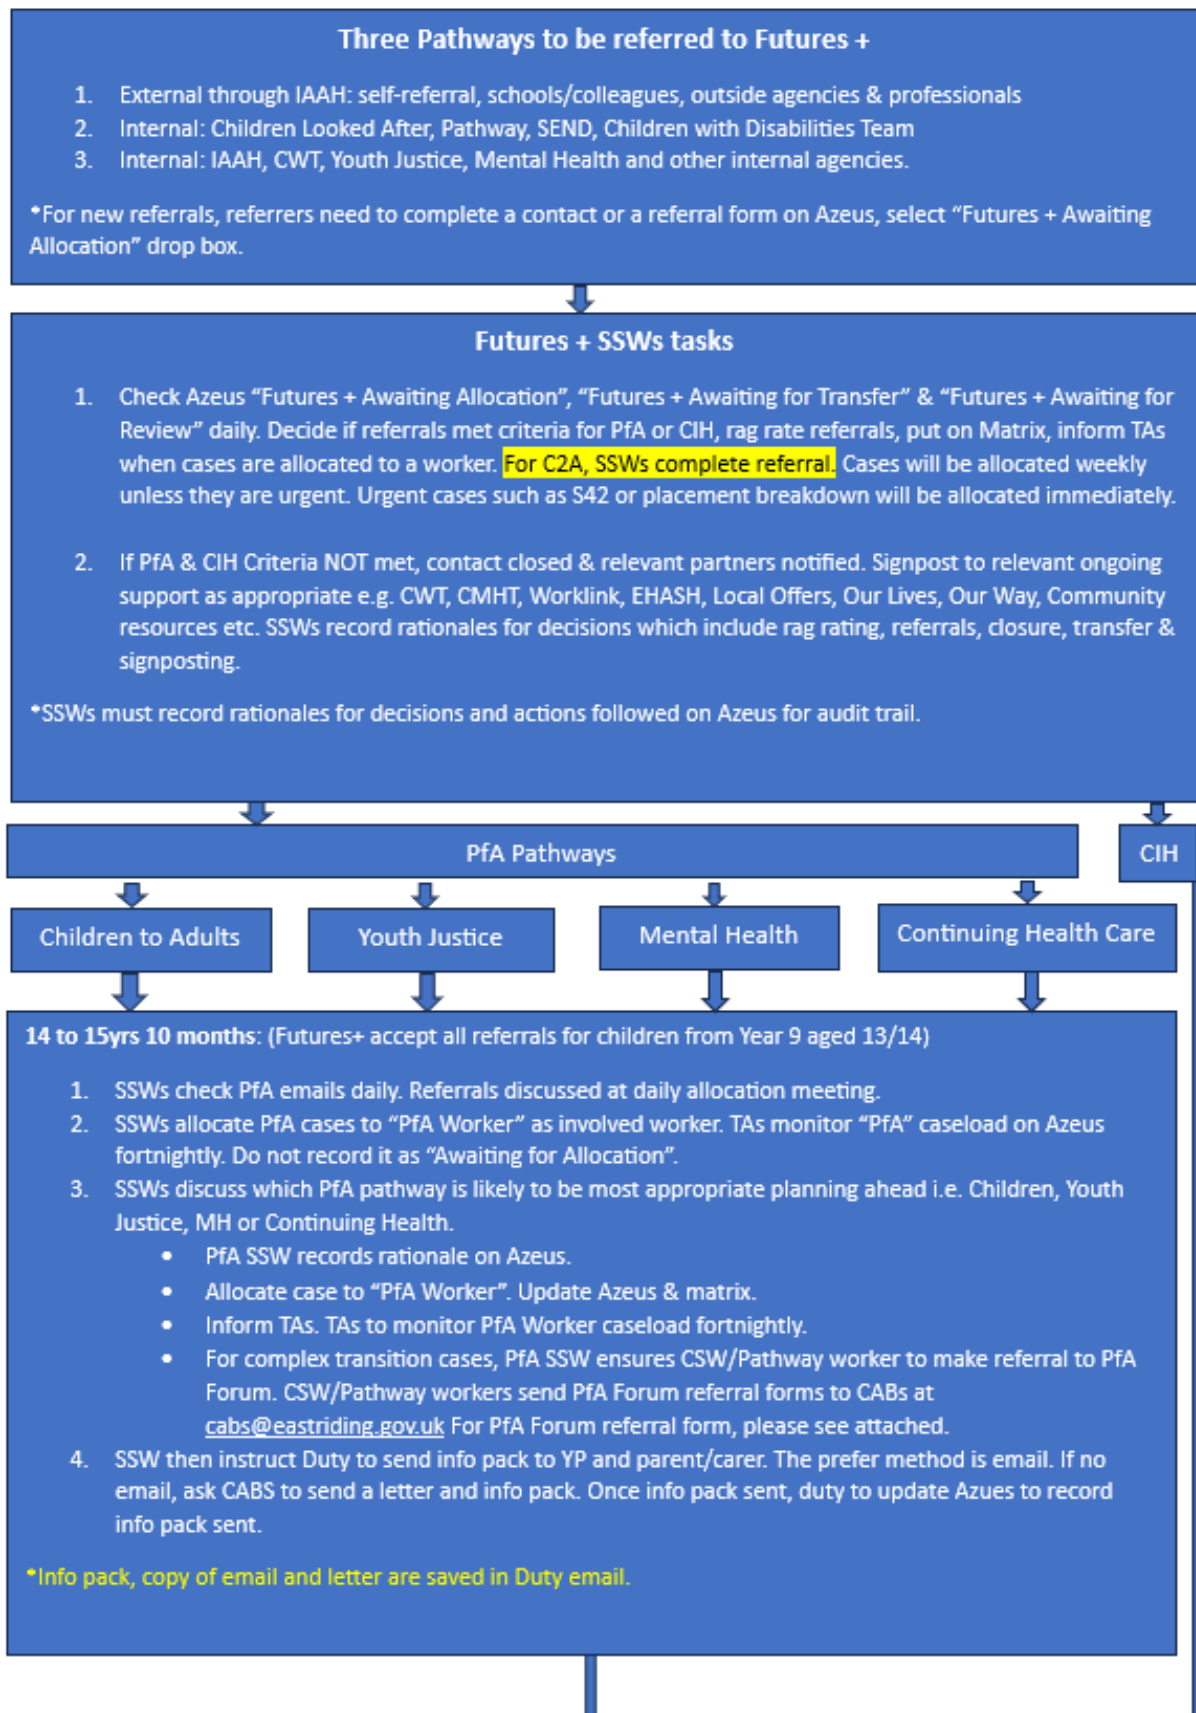 Three Pathways to be referred to Futures +
1. External through IAAH: self-referral, schools/colleagues, outside agencies & professionals
2. Internal: Children Looked After, Pathway, SEND, Children with Disabilities Team
3. Internal: IAAH, CWT, Youth Justice, Mental Health and other internal agencies.
*For new referrals, referrers need to complete a contact or a referral form on Azeus, select “Futures + Awaiting
Allocation” drop box.
Futures + SSWs tasks
1. Check Azeus “Futures + Awaiting Allocation”, “Futures + Awaiting for Transfer” & “Futures + Awaiting for
Review” daily. Decide if referrals met criteria for PfA or CIH, rag rate referrals, put on Matrix, inform TAs
when cases are allocated to a worker. For C2A, SSWs complete referral. Cases will be allocated weekly
unless they are urgent. Urgent cases such as S42 or placement breakdown will be allocated immediately.
2. If PfA & CIH Criteria NOT met, contact closed & relevant partners notified. Signpost to relevant ongoing
support as appropriate e.g. CWT, CMHT, Worklink, EHASH, Local Offers, Our Lives, Our Way, Community
resources etc. SSWs record rationales for decisions which include rag rating, referrals, closure, transfer &
signposting.
*SSWs must record rationales for decisions and actions followed on Azeus for audit trail.
PfA Pathways
CIH
Children to Adults
Youth Justice
Mental Health
Continuing Health Care
14 to 15yrs 10 months: (Futures+ accept all referrals for children from Year 9 aged 13/14)
1. SSWs check PfA emails daily. Referrals discussed at daily allocation meeting.
2. SSWs allocate PfA cases to “PfA Worker” as involved worker. TAs monitor “PfA” caseload on Azeus
fortnightly. Do not record it as “Awaiting for Allocation”.
3. SSWs discuss which PfA pathway is likely to be most appropriate planning ahead i.e. Children, Youth
Justice, MH or Continuing Health.
• PfA SSW records rationale on Azeus.
• Allocate case to “PfA Worker”. Update Azeus & matrix.
• Inform TAs. TAs to monitor PfA Worker caseload fortnightly.
• For complex transition cases, PfA SSW ensures CSW/Pathway worker to make referral to PfA
Forum. CSW/Pathway workers send PfA Forum referral forms to CABs at
cabs@eastriding.gov.uk For PfA Forum referral form, please see attached.
4. SSW then instruct Duty to send info pack to YP and parent/carer. The prefer method is email. If no
email, ask CABS to send a letter and info pack. Once info pack sent, duty to update Azues to record
info pack sent.
*Info pack, copy of email and letter are saved in Duty email.